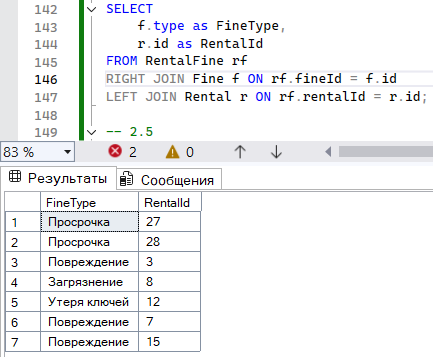 142 SELECT
143 f.type as FineType,
144 r.id as RentalId
145 FROM RentalFine rf
146 RIGHT JOIN Fine f ON rf.fineId = f.id
147 LEFT JOIN Rental r ON rf.rentalId = r.id;
148
149 -- 2.5
83 % 2 0
Результаты Сообщения
FineType RentalId
1 Просрочка 27
2 Просрочка 28
3 Повреждение 3
4 Загрязнение 8
5 Утеря ключей 12
6 Повреждение 7
7 Повреждение 15